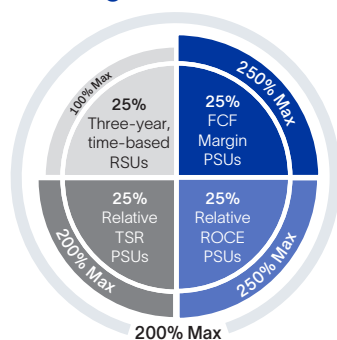 100% Max
25%
Three-year,
time-based
RSUs
250% Max
25%
FCF
Margin
PSUs
200% Max
25%
Relative
TSR
PSUs
250% Max
25%
Relative
ROCE
PSUs
200% Max